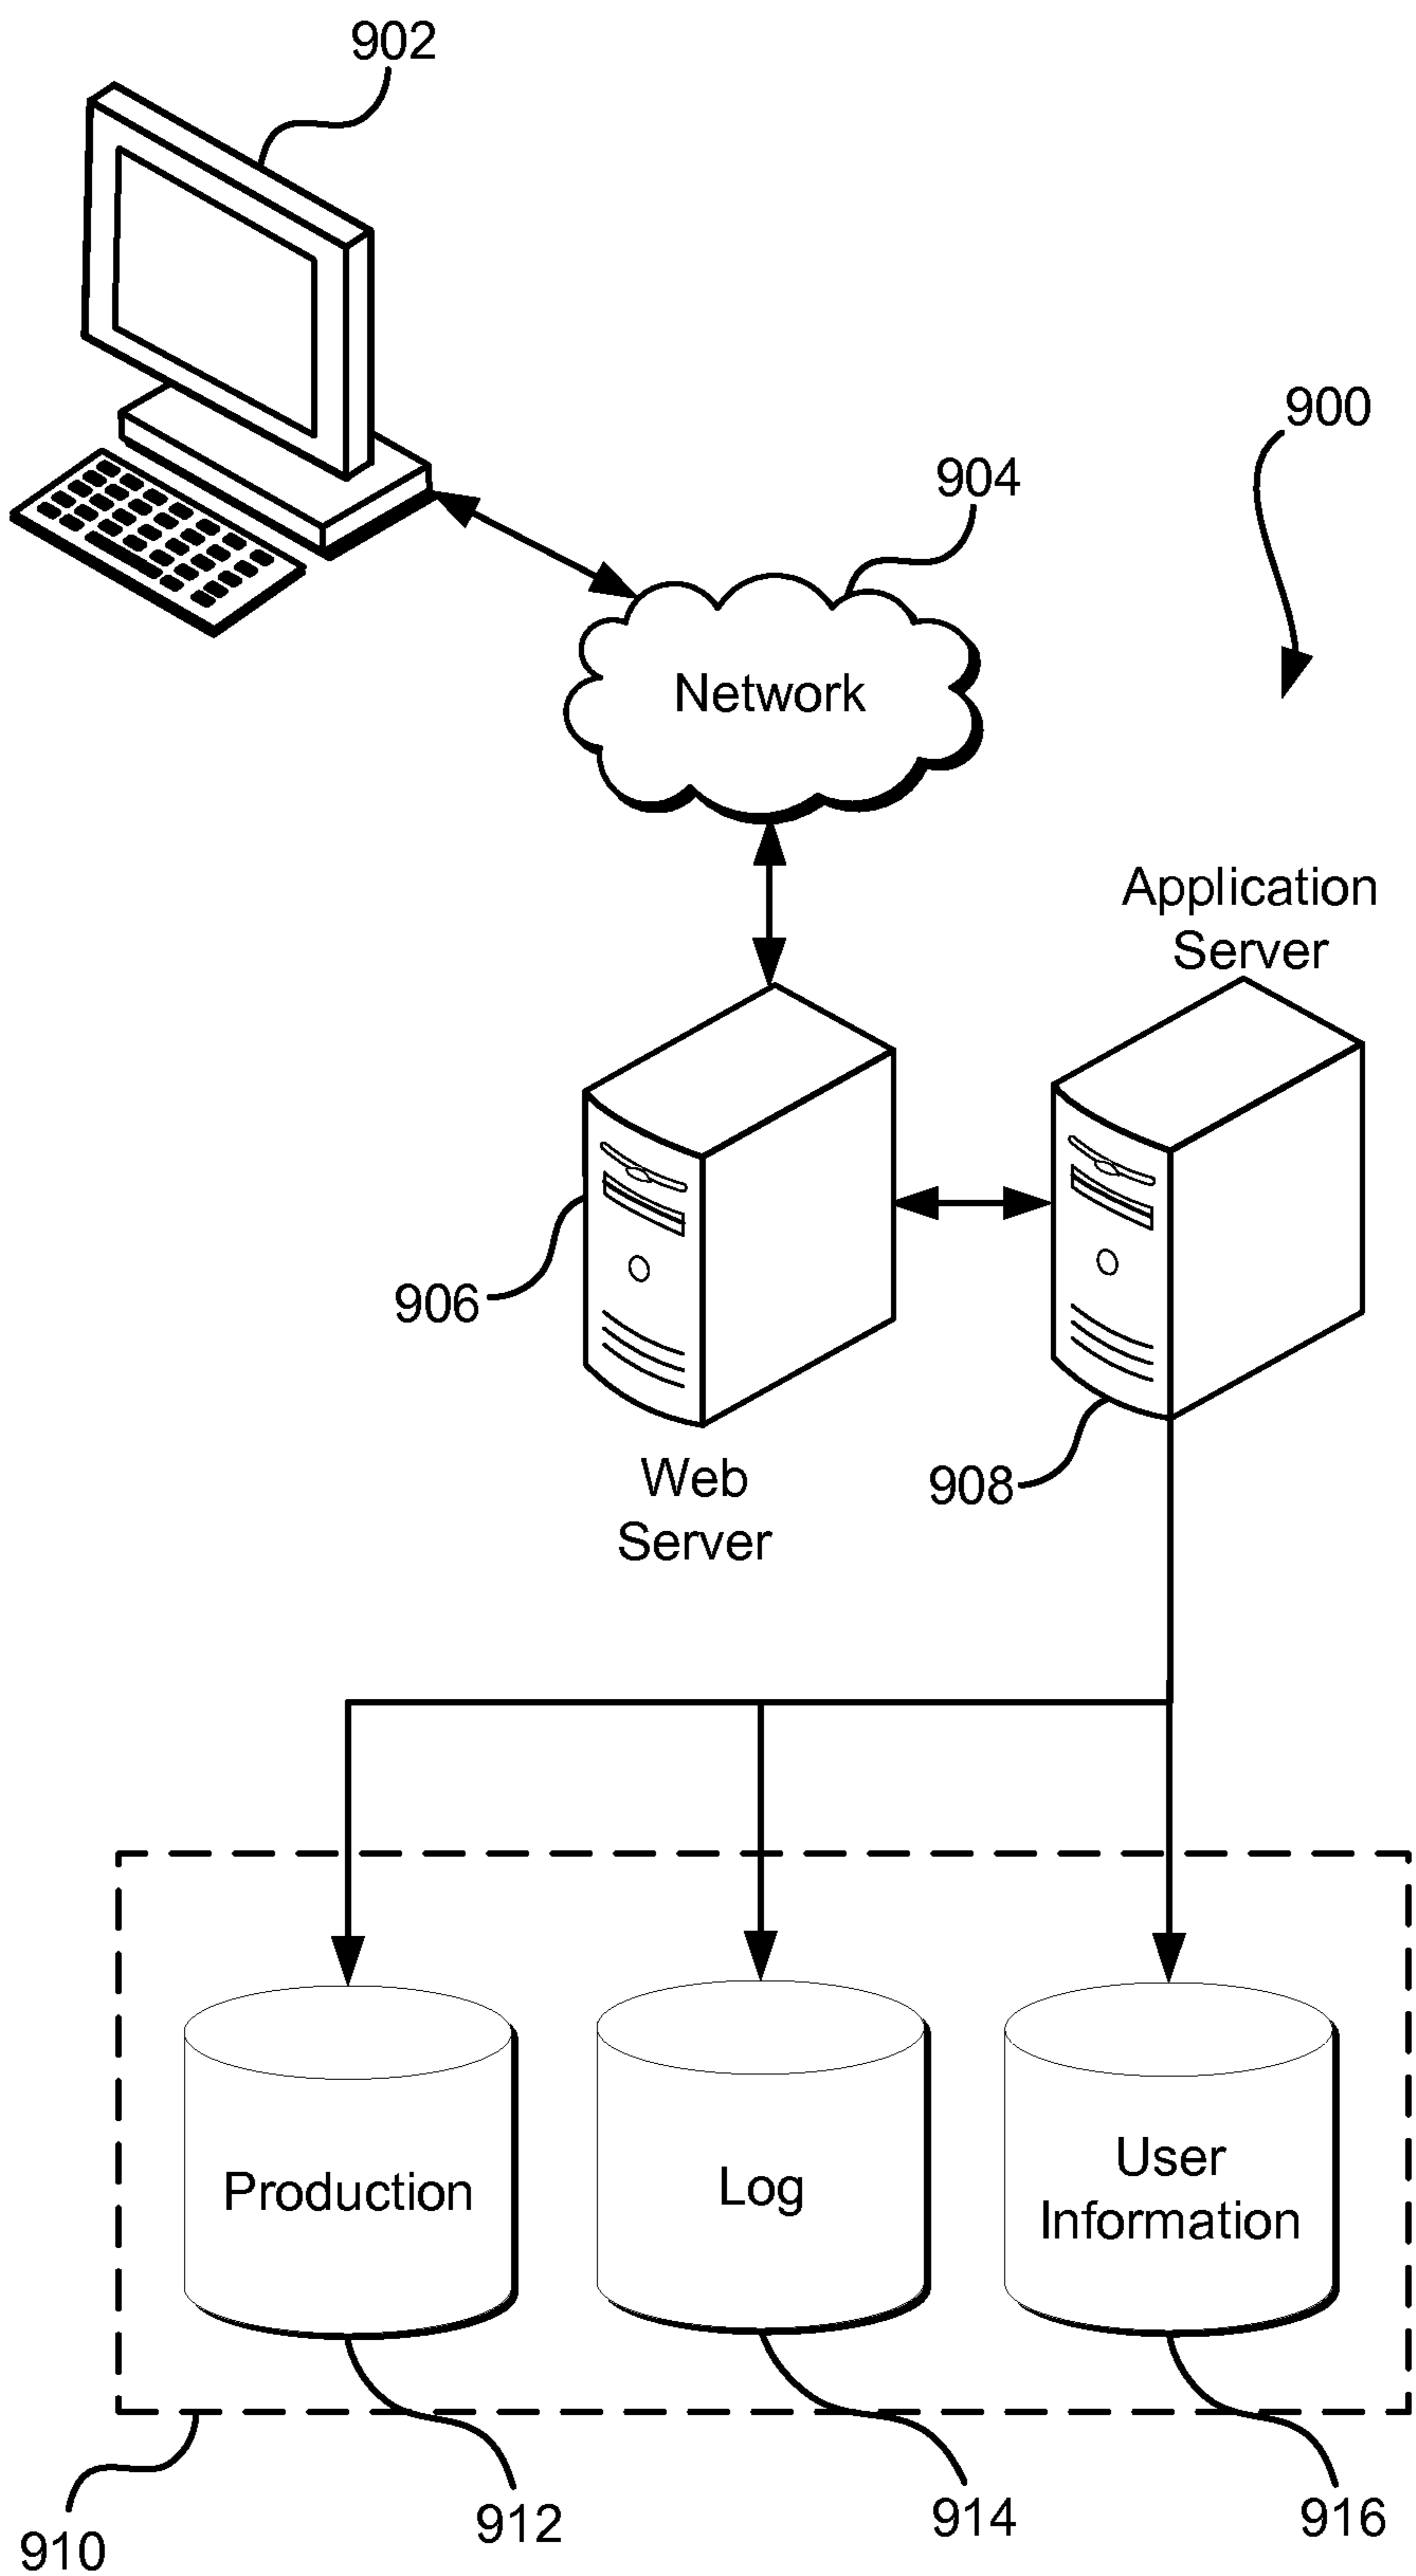 902
900
904
Network
Application
Server
906
908
Web
Server
Production
Log
User
Information
910
912
914
916